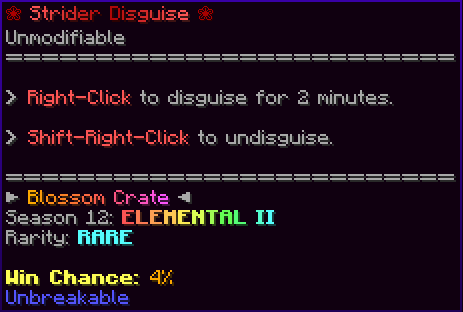 ❀ Strider Disguise ❀
Unmodifiable
===================================
> Right-Click to disguise for 2 minutes.
> Shift-Right-Click to undisguise.
===================================
► Blossom Crate ◄
Season 12: ELEMENTAL II
Rarity: RARE
Win Chance: 4%
Unbreakable